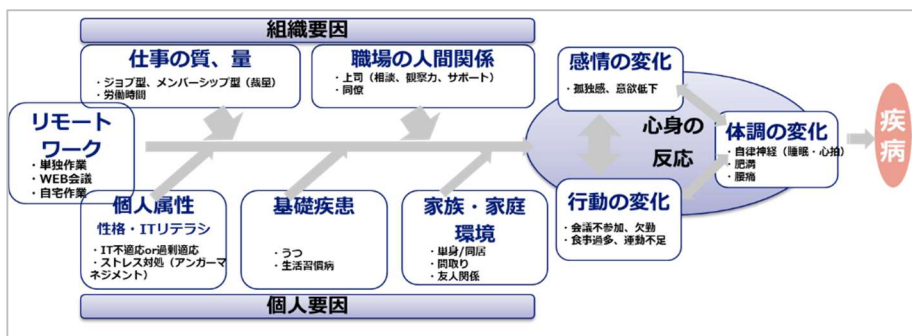 組織要因
仕事の質、量
・ジョブ型、メンバーシップ型（裁量）
・労働時間
職場の人間関係
・上司（相談、観察力、サポート）
・同僚
リモート
ワーク
・単独作業
・WEB会議
・自宅作業
個人属性
性格・ITリテラシ
・IT不適応or過剰適応
・ストレス対処（アンガーマ
ネジメント）
基礎疾患
・うつ
・生活習慣病
家族・家庭
環境
・単身/同居
・間取り
・友人関係
個人要因
感情の変化
・孤独感、意欲低下
心身の
反応
行動の変化
・会議不参加、欠勤
・食事過多、運動不足
体調の変化
・自律神経（睡眠・心拍）
・肥満
・腰痛
疾病